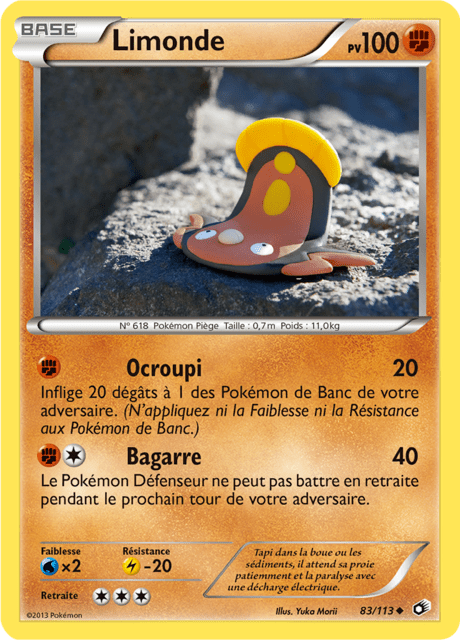 BASE
Limonde
PV100
N° 618 Pokémon Piège Taille : 0,7m Poids : 11,0kg
Ocroupi 20
Inflige 20 dégâts à 1 des Pokémon de Banc de votre
adversaire. (N'appliquez ni la Faiblesse ni la Résistance
aux Pokémon de Banc.)
Bagarre 40
Le Pokémon Défenseur ne peut pas battre en retraite
pendant le prochain tour de votre adversaire.
Faiblesse
×2
Résistance
-20
Retraite
Tapi dans la boue ou les
sédiments, il attend sa proie
patiemment et la paralyse avec
une décharge électrique.
©2013 Pokémon
Illus. Yuka Morii
83/113